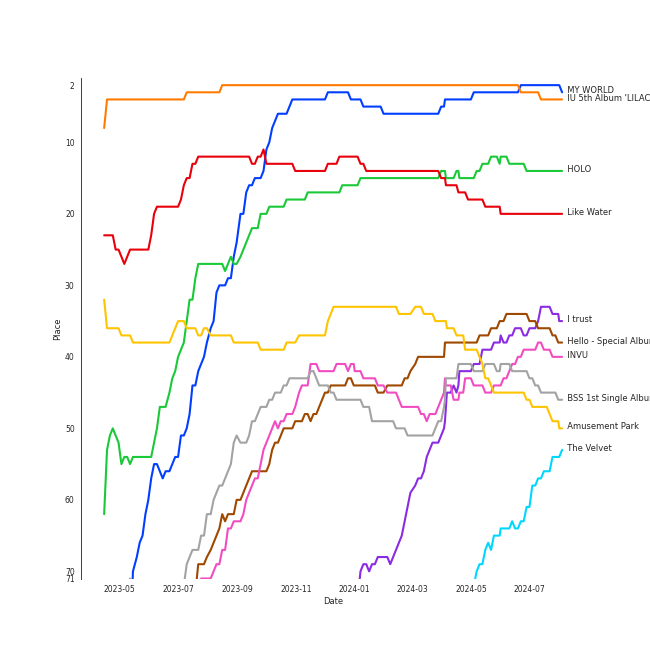 2
10
20
30
40
50
60
70
71
Place
2023-05
2023-07
2023-09
2023-11
2024-01
2024-03
2024-05
2024-07
Date
MY WORLD
IU 5th Album 'LILAC
HOLO
Like Water
I trust
Hello - Special Albu
INVU
BSS 1st Single Albu
Amusement Park
The Velvet